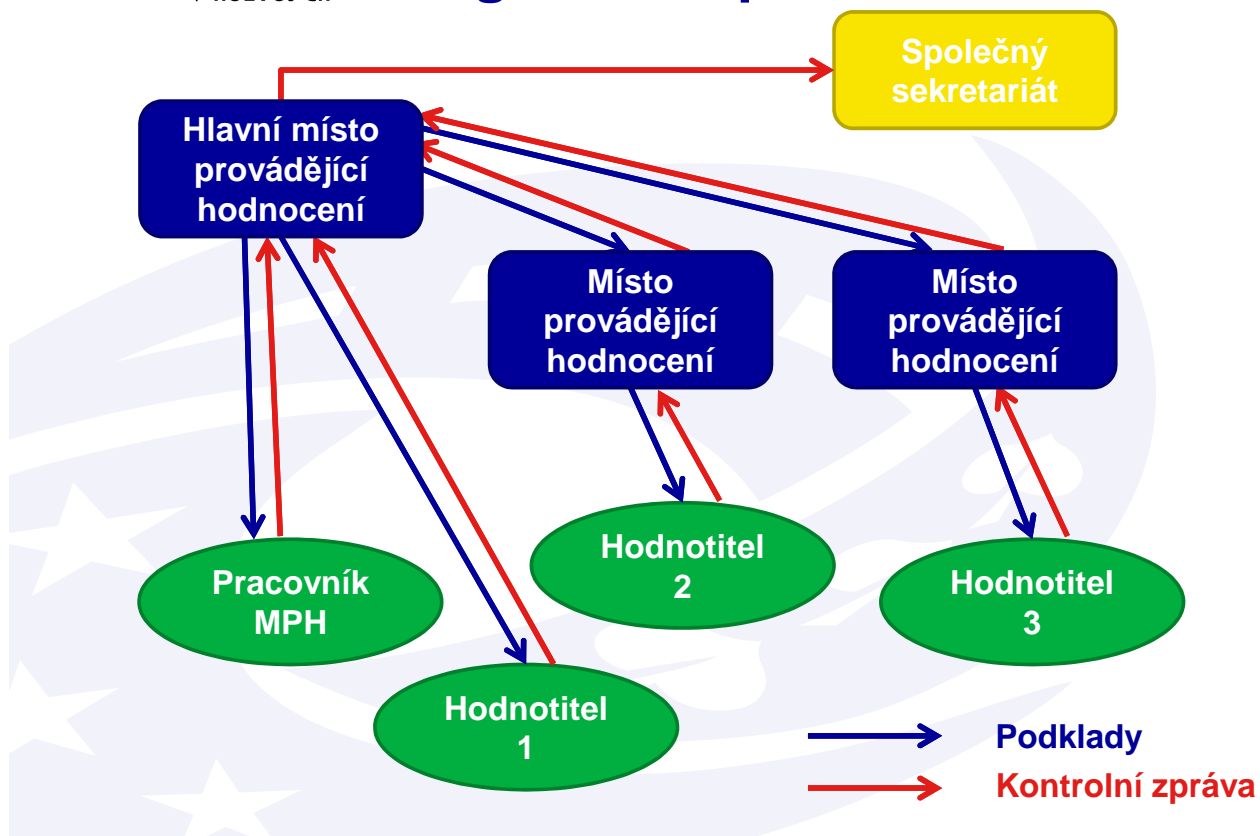 Společný
sekretariát
Hlavní místo
provádějící
hodnocení
Místo
provádějící
hodnocení
Místo
provádějící
hodnocení
Hodnotitel
2
Pracovník
MPH
Hodnotitel
3
Hodnotitel
1
Podklady
Kontrolní zpráva